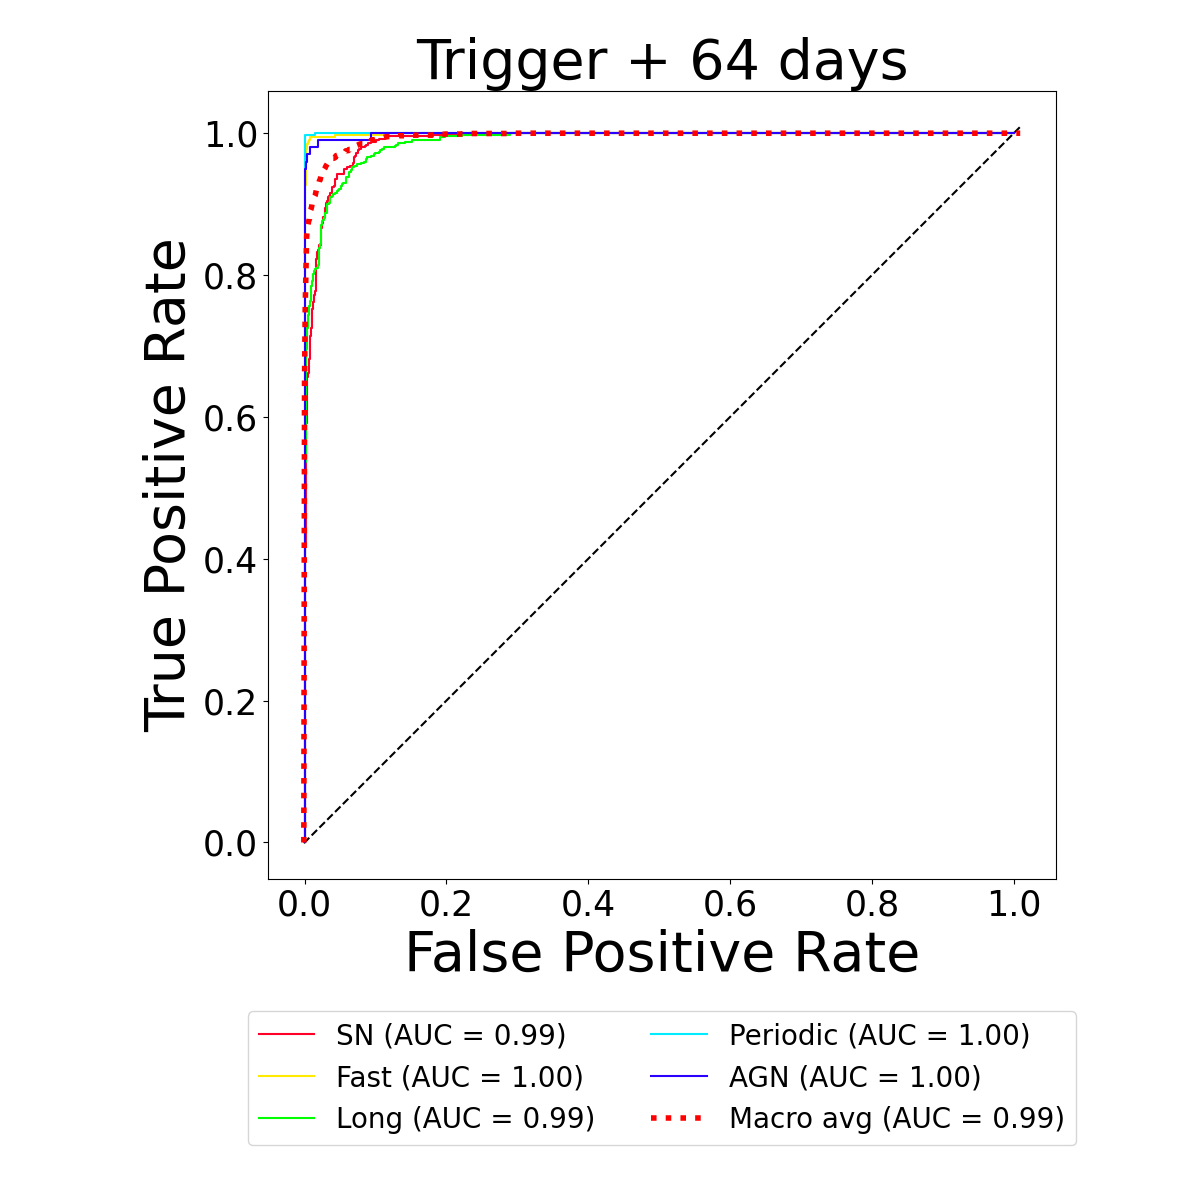 Trigger + 64 days
True Positive Rate
1.0
0.8
0.6
0.4
0.2
0.0
0.0 0.2 0.4 0.6 0.8 1.0
False Positive Rate
SN (AUC = 0.99)
Fast (AUC = 1.00)
Long (AUC = 0.99)
Periodic (AUC = 1.00)
AGN (AUC = 1.00)
Macro avg (AUC = 0.99)